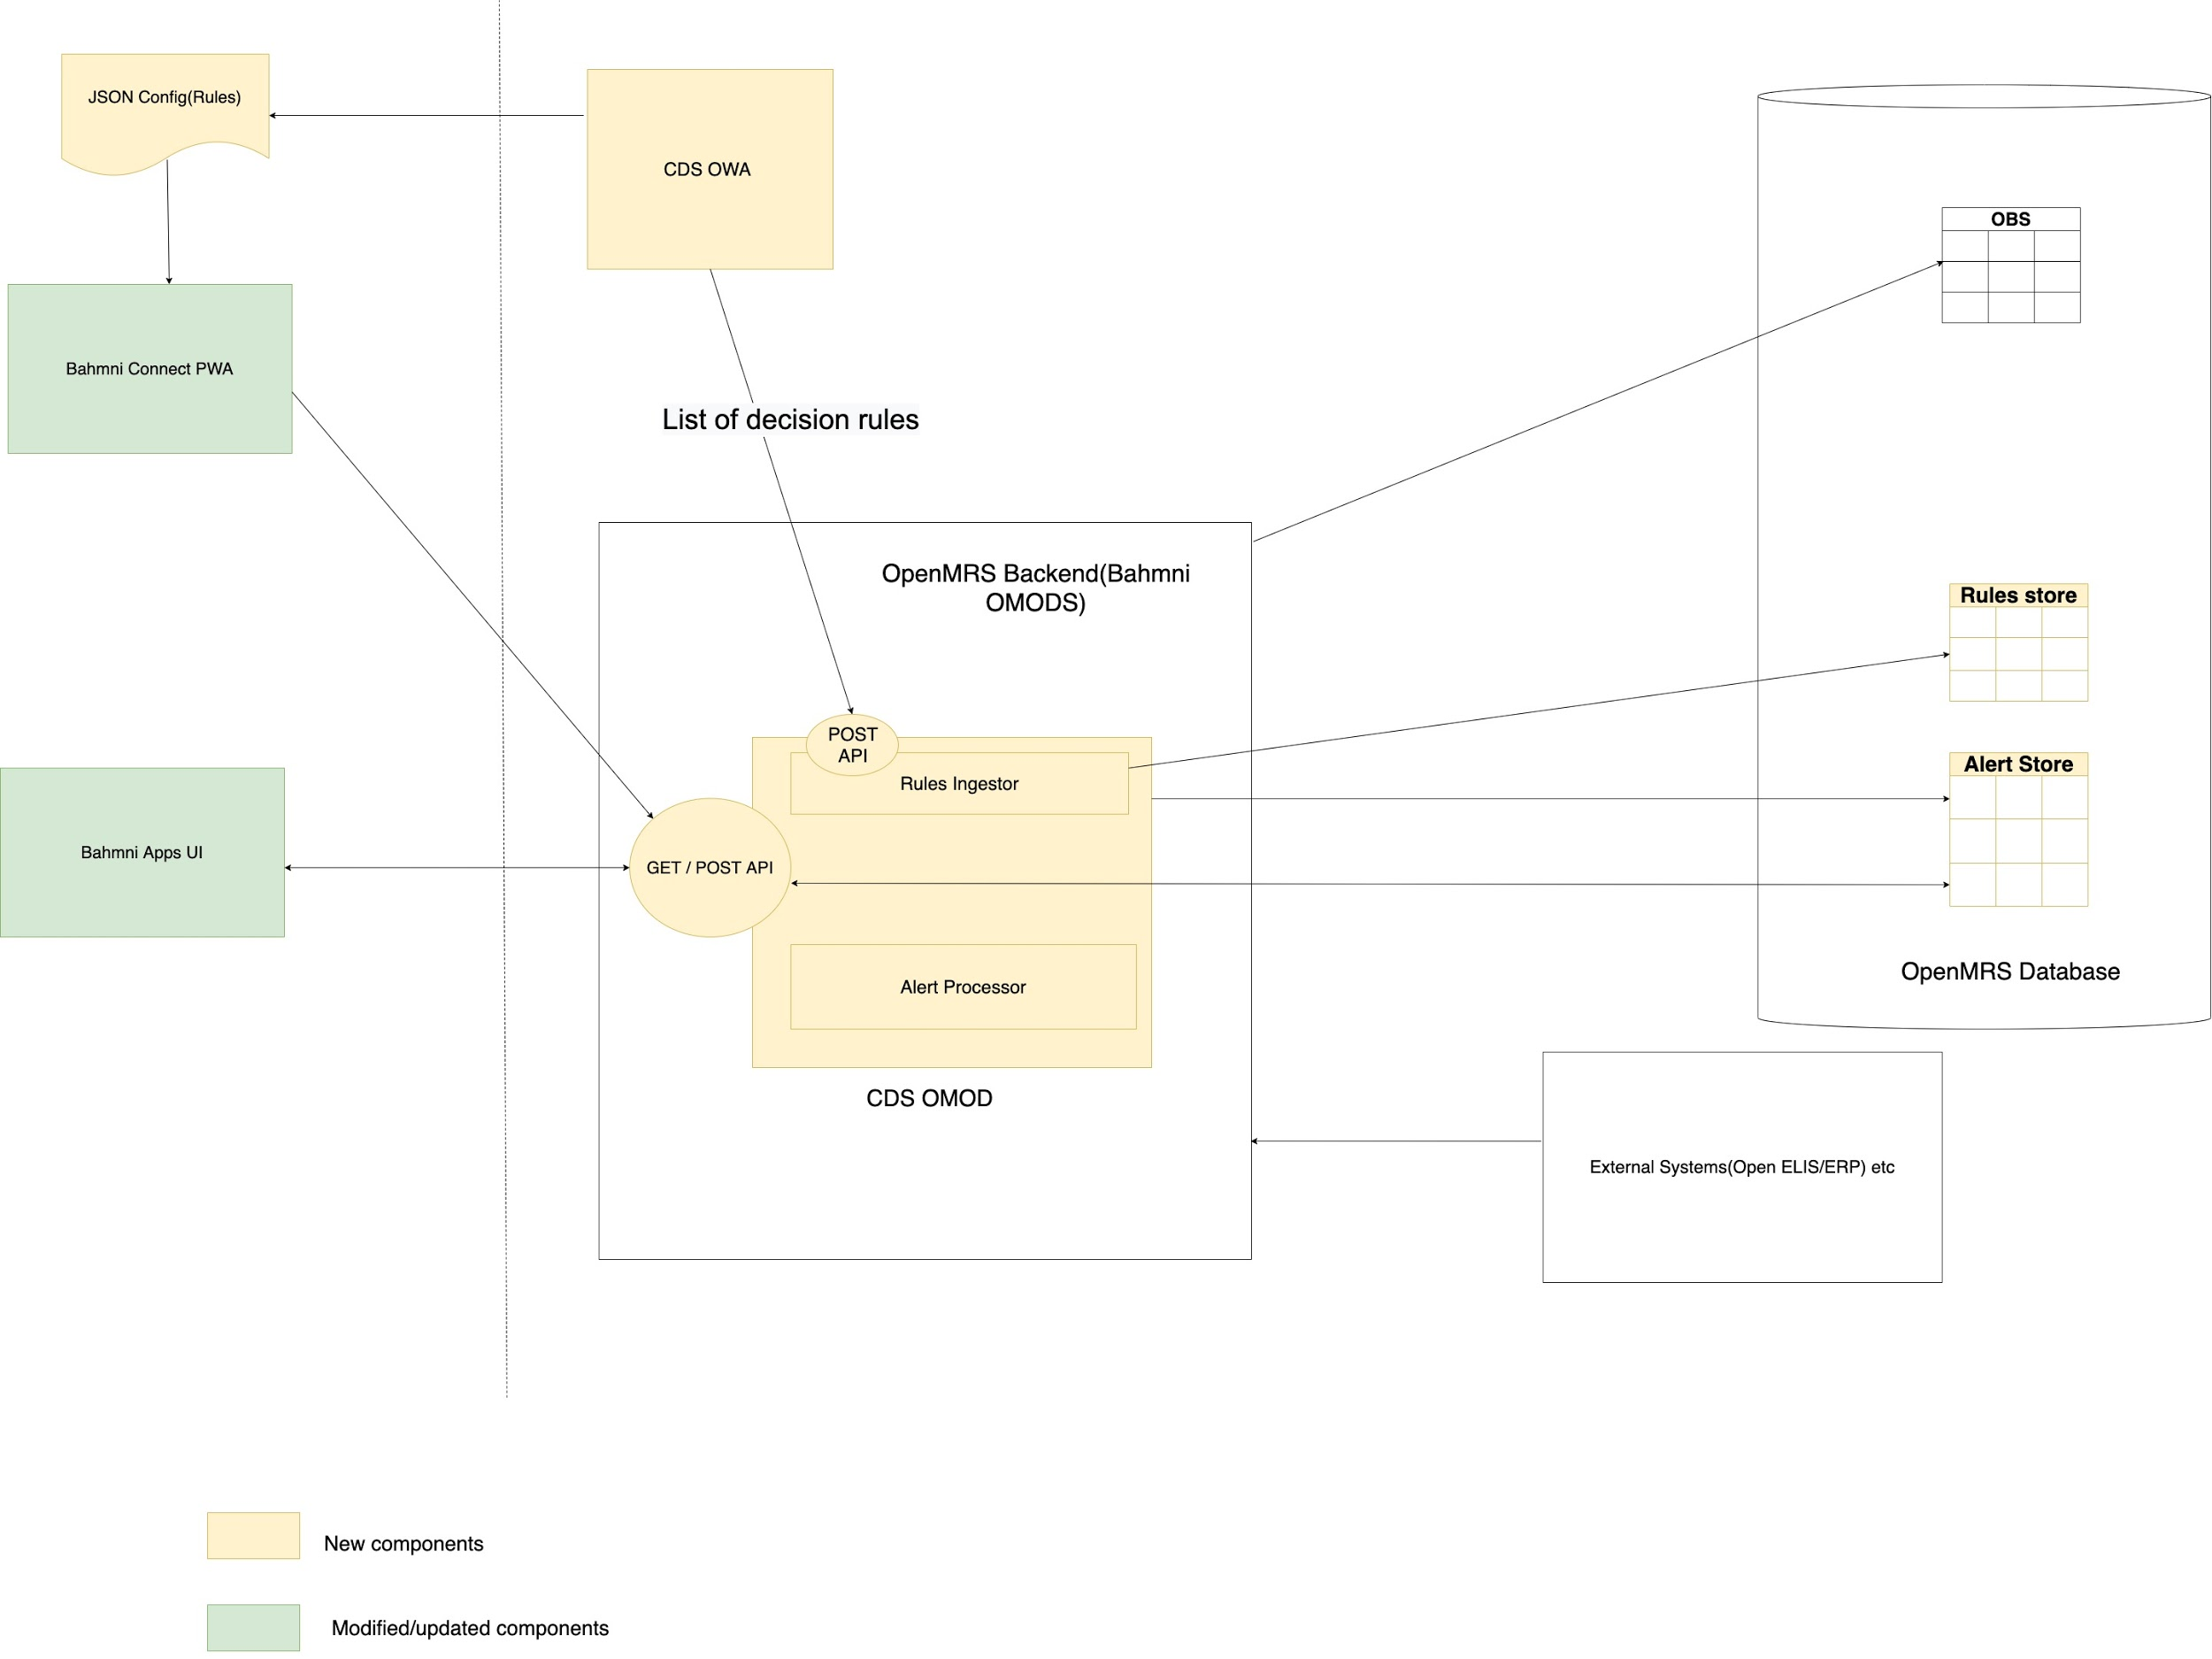 JSON Config(Rules)
CDS OWA
OBS
Bahmni Connect PWA
List of decision rules
OpenMRS Backend(Bahmni
OMODS)
Rules store
POST
API
Rules Ingestor
Alert Store
Bahmni Apps UI
GET / POST API
Alert Processor
OpenMRS Database
CDS OMOD
External Systems(Open ELIS/ERP) etc
New components
Modified/updated components